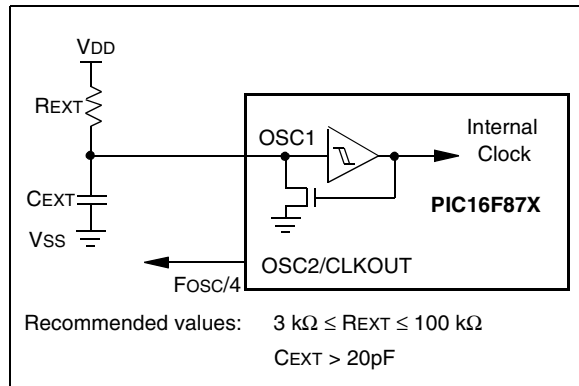 VDD
REXT
OSC1
Internal
Clock
CEXT
PIC16F87X
VSS
OSC2/CLKOUT
FOSC/4
Recommended values: 3 kΩ ≤ REXT ≤ 100 kΩ
CEXT > 20pF